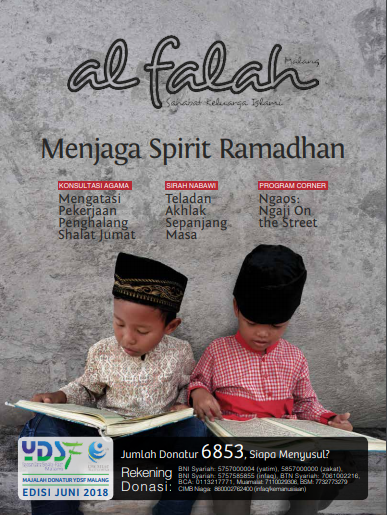 al falah
Malang
Sahabat Keluarga Islami
Menjaga Spirit Ramadhan
KONSULTASI AGAMA
Mengatasi
Pekerjaan
Penghalang
Shalat Jumat
SIRAH NABAWI
Teladan
Akhlak
Sepanjang
Masa
PROGRAM CORNER
Ngaos:
Ngaji On
the Street
YDSF
MAJALAH DONATUR YDSF MALANG
EDISI JUNI 2018
Jumlah Donatur 6853, Siapa Menyusul?
Rekening
Donasi:
BNI Syariah: 5757000004 (yatim), 5857000000 (zakat),
BNI Syariah: 5757585855 (infaq), BTN Syariah: 7061002216,
BCA: 0113217771, Muamalat: 7110029306, BSM: 7732773279
CIMB Niaga: 860002762400 (infaq/kemanusiaan)